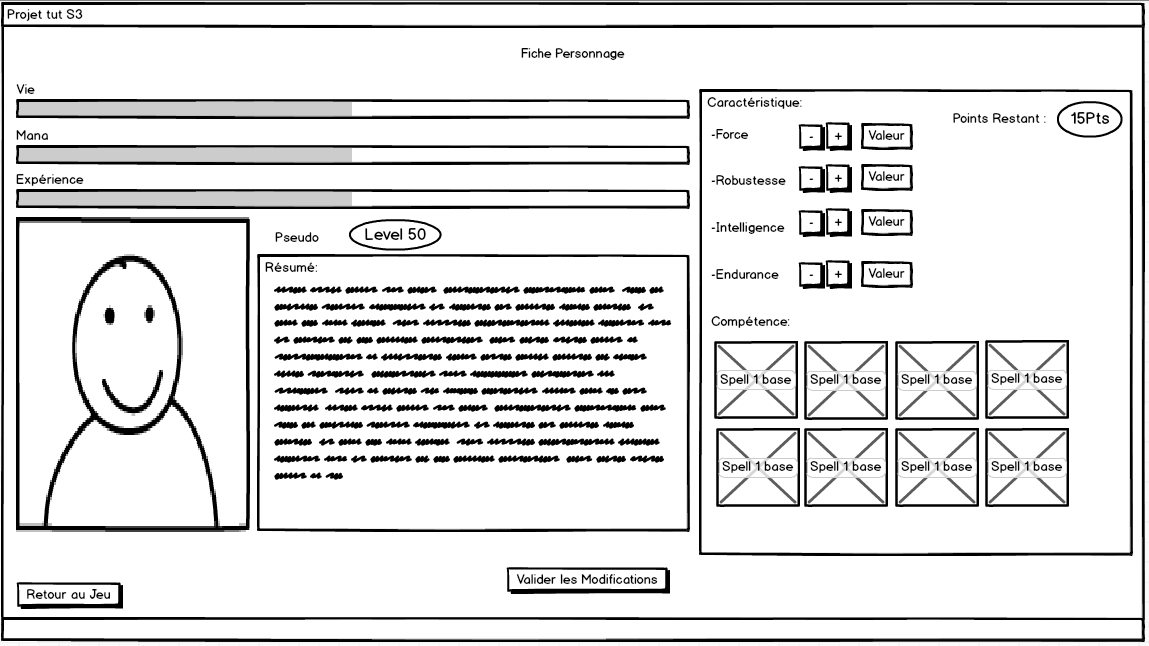 Projet tut S3
Fiche Personnage
Vie
Mana
Expérience
Pseudo
Level 50
Résumé:
Caractéristique:
Points Restant :
15Pts
-Force
-
+
Valeur
-Robustesse
-
+
Valeur
-Intelligence
-
+
Valeur
-Endurance
-
+
Valeur
Compétence:
Spell 1 base
Spell 1 base
Spell 1 base
Spell 1 base
Spell 1 base
Spell 1 base
Spell 1 base
Spell 1 base
Valider les Modifications
Retour au Jeu